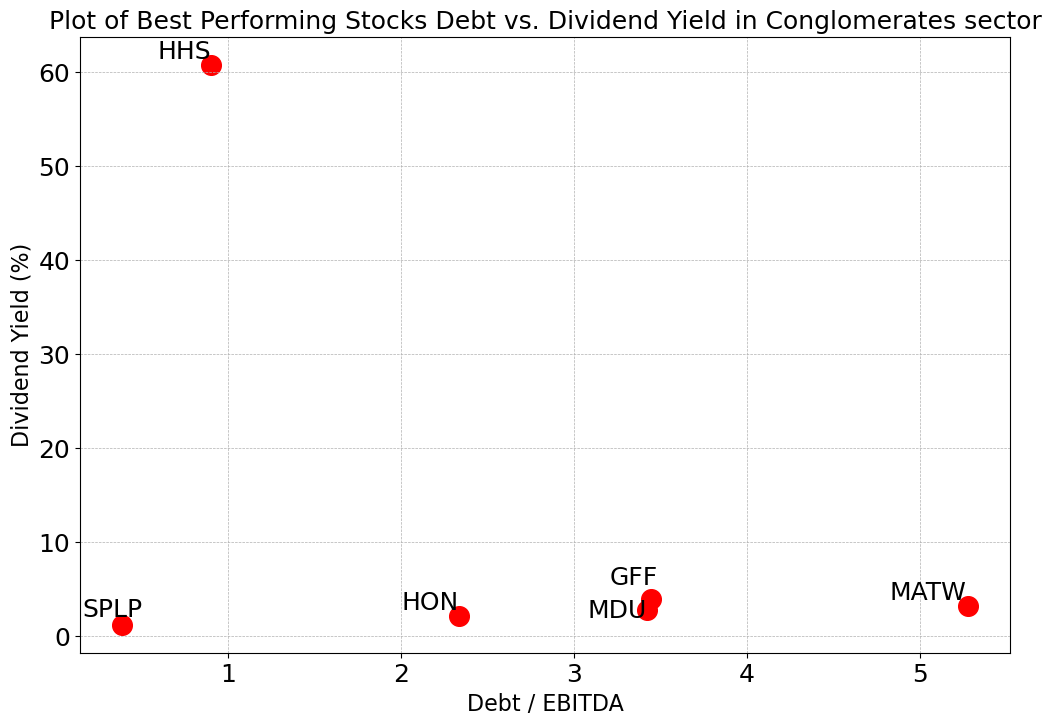 Plot of Best Performing Stocks Debt vs. Dividend Yield in Conglomerates sector
HHS
60
50
40
30
20
10
0
Dividend Yield (%)
GFF
MATW
HON
SPLP
MDU
1 2 3 4 5
Debt / EBITDA